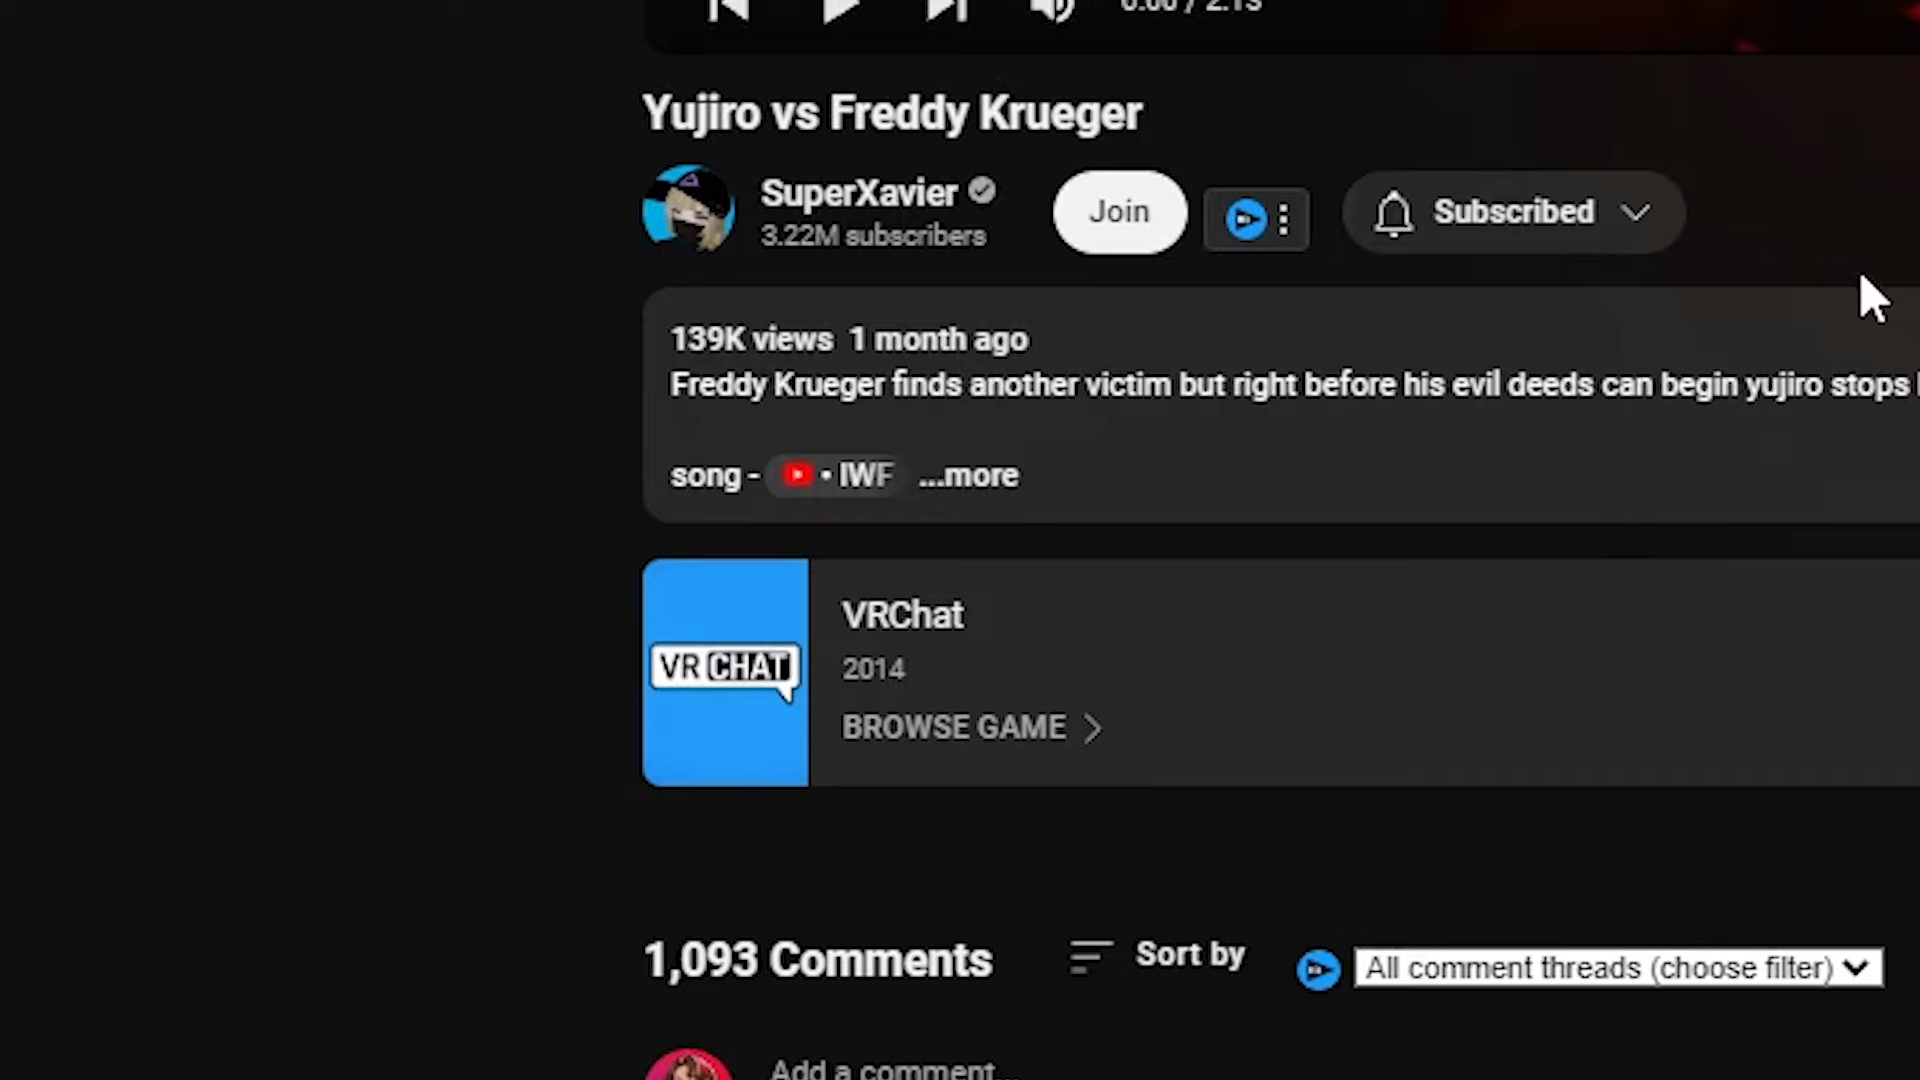 0:00 / 2:13
Yujiro vs Freddy Krueger
SuperXavier
3.22M subscribers
Join
Subscribed
139K views 1 month ago
Freddy Krueger finds another victim but right before his evil deeds can begin yujiro stops
song - • IWF ...more
VR CHAT
VRChat
2014
BROWSE GAME
1,093 Comments
Sort by
All comment threads (choose filter)
Add a comment...